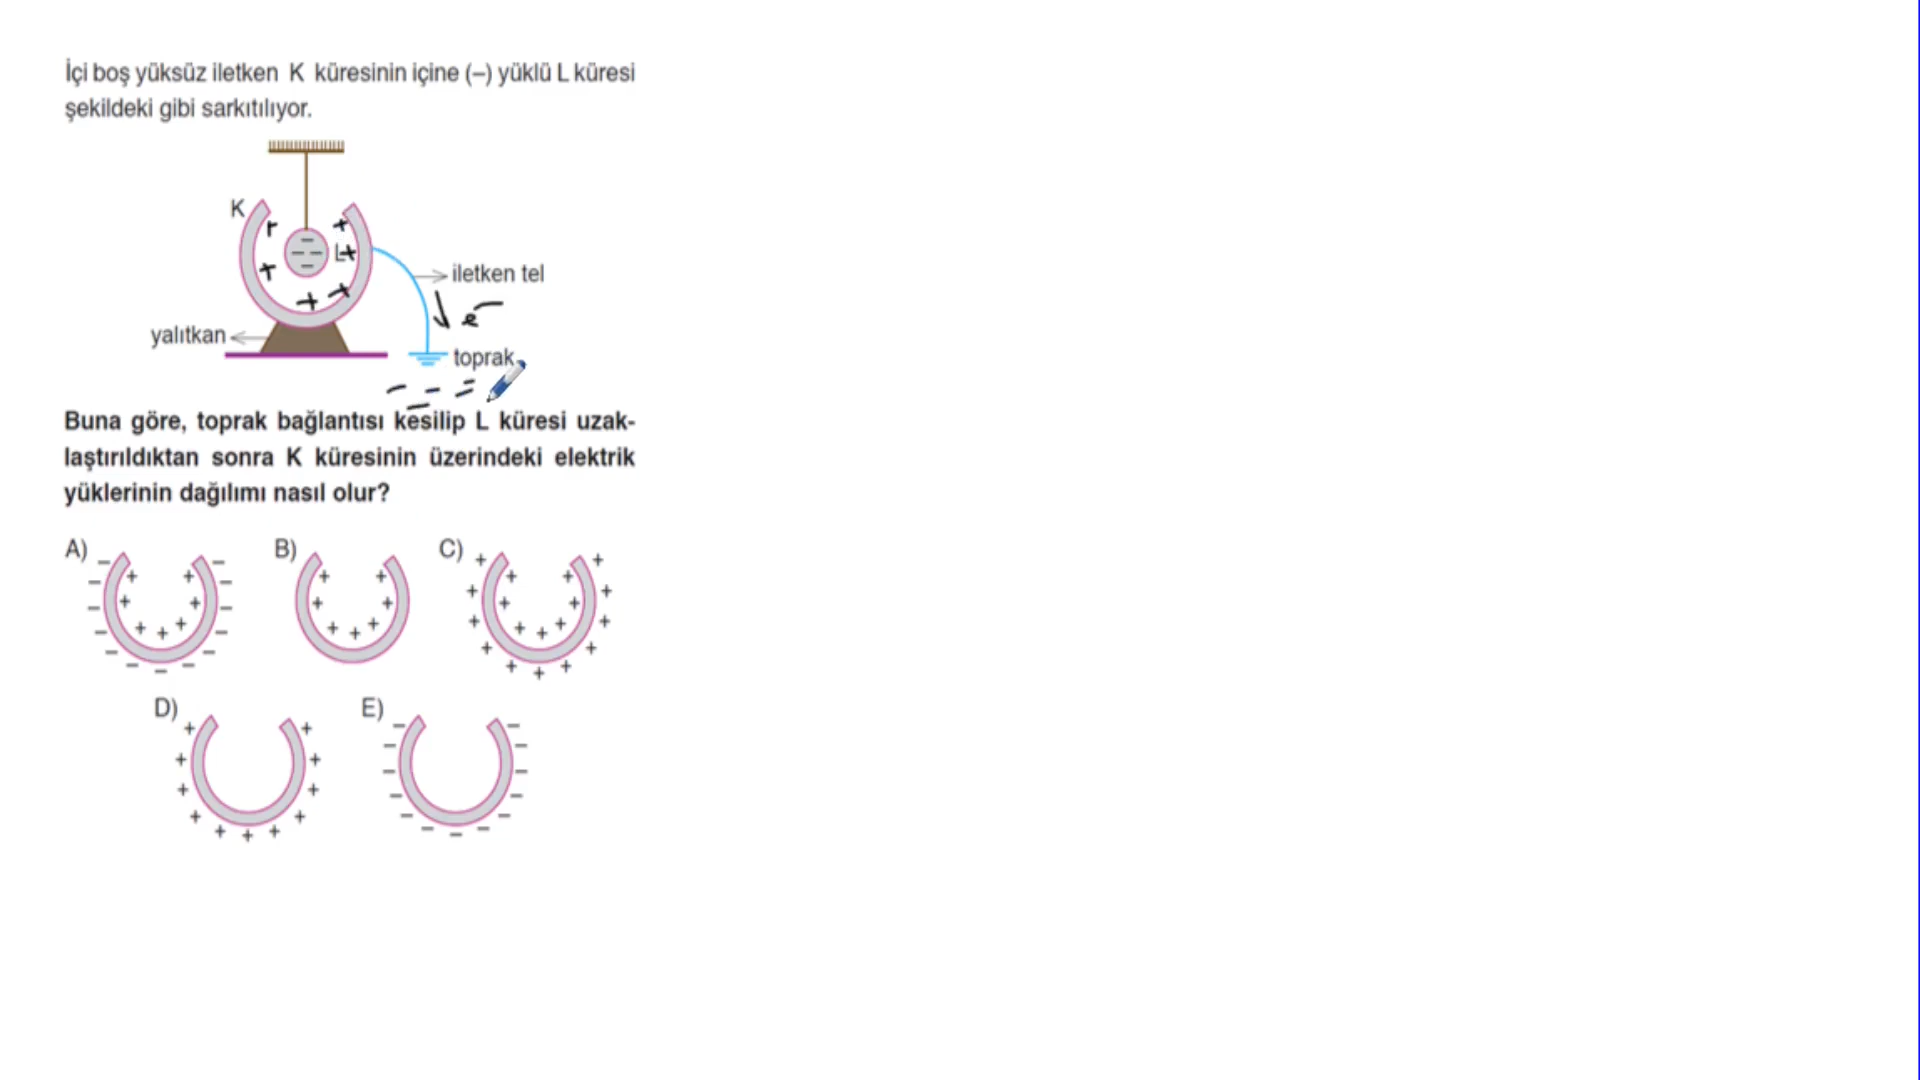 İçi boş yüksüz iletken K küresinin içine (–) yüklü L küresi
şekildeki gibi sarkıtılıyor.
K
+ +
– – – –
L +
+
+ +
iletken tel
e–
yalıtkan
toprak
– – – – –
Buna göre, toprak bağlantısı kesilip L küresi uzak-
laştırıldıktan sonra K küresinin üzerindeki elektrik
yüklerinin dağılımı nasıl olur?
A) B) C)
D) E)